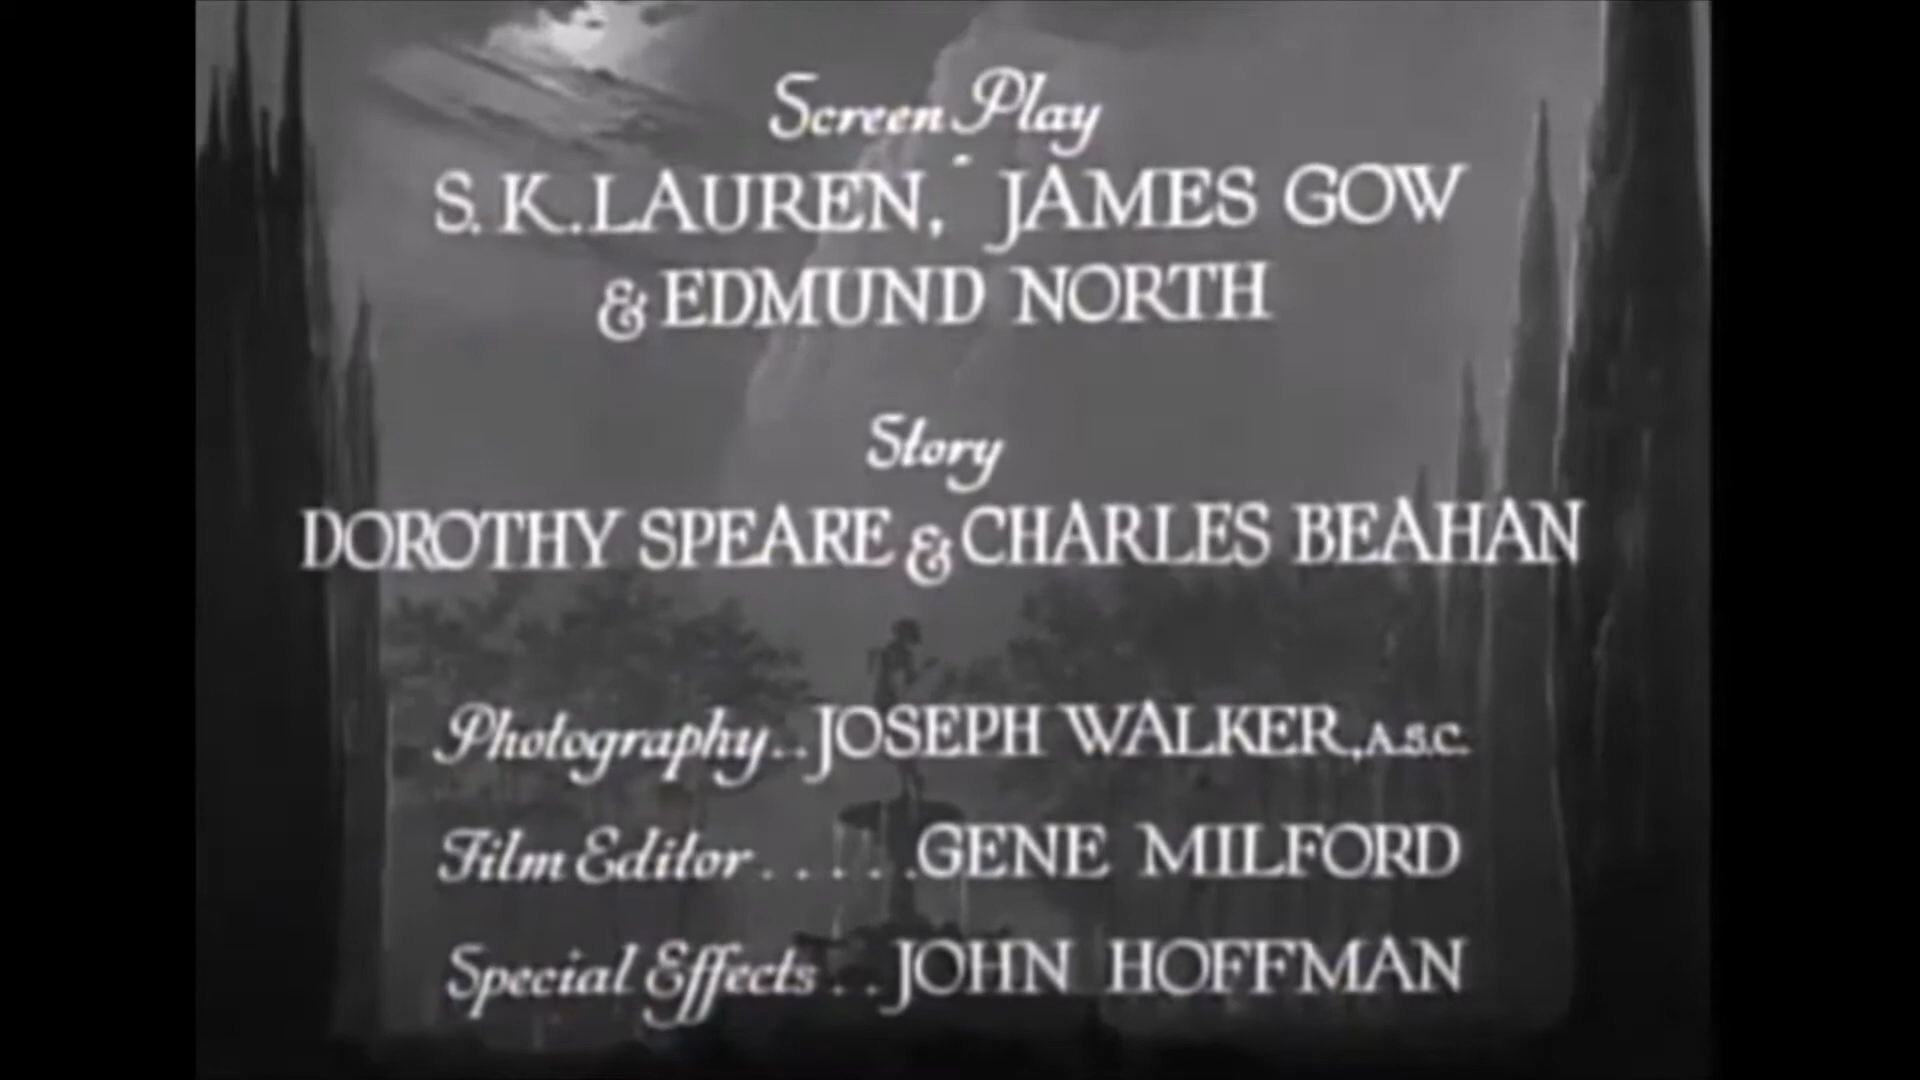 Screen Play
S. K. LAUREN, JAMES GOW
& EDMUND NORTH
Story
DOROTHY SPEARE & CHARLES BEAHAN
Photography.. JOSEPH WALKER, A.S.C.
Film Editor ..... GENE MILFORD
Special Effects .. JOHN HOFFMAN